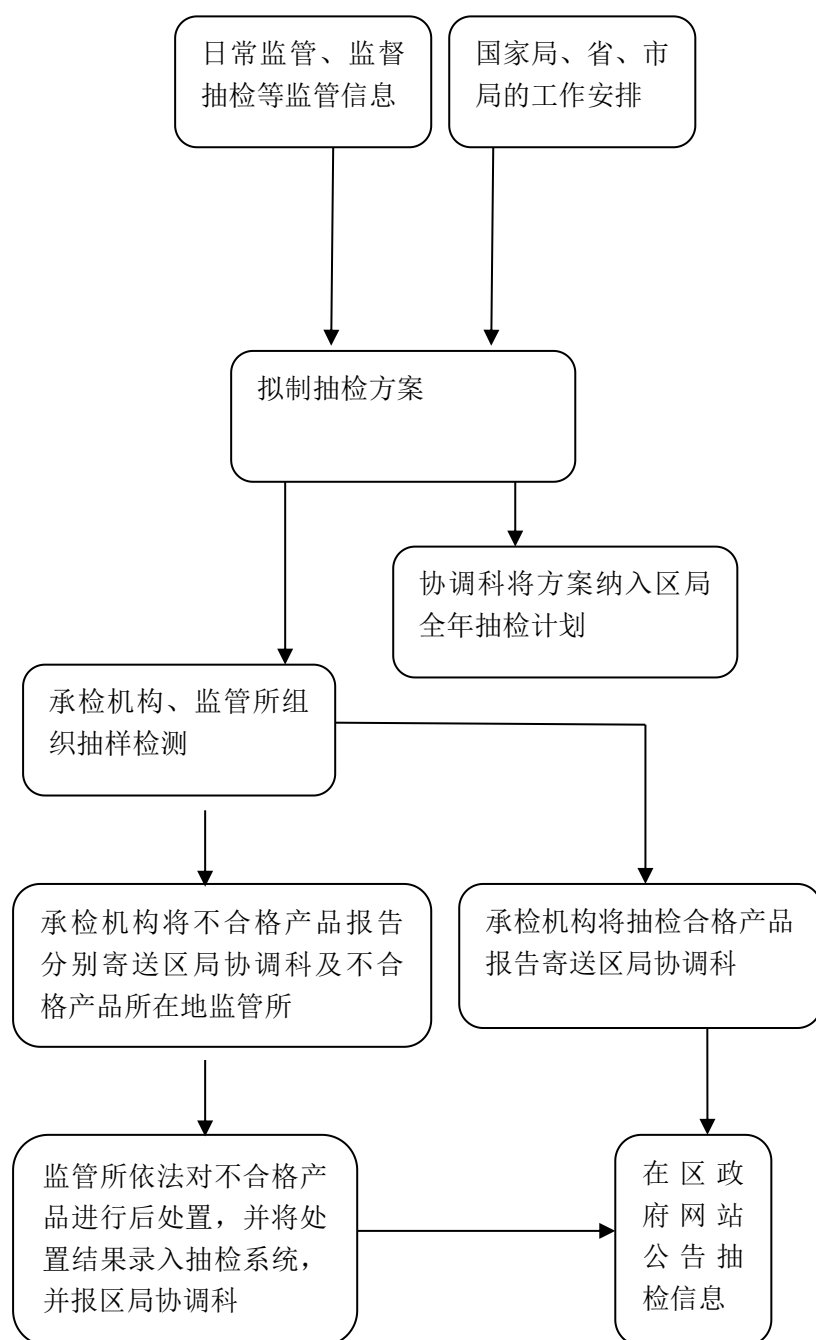 日常监管、监督
抽检等监管信息
国家局、省、市
局的工作安排
拟制抽检方案
协调科将方案纳入区局
全年抽检计划
承检机构、监管所组
织抽样检测
承检机构将不合格产品报告
分别寄送区局协调科及不合
格产品所在地监管所
承检机构将抽检合格产品
报告寄送区局协调科
监管所依法对不合格产
品进行后处置，并将处
置结果录入抽检系统，
并报区局协调科
在区政
府网站
公告抽
检信息